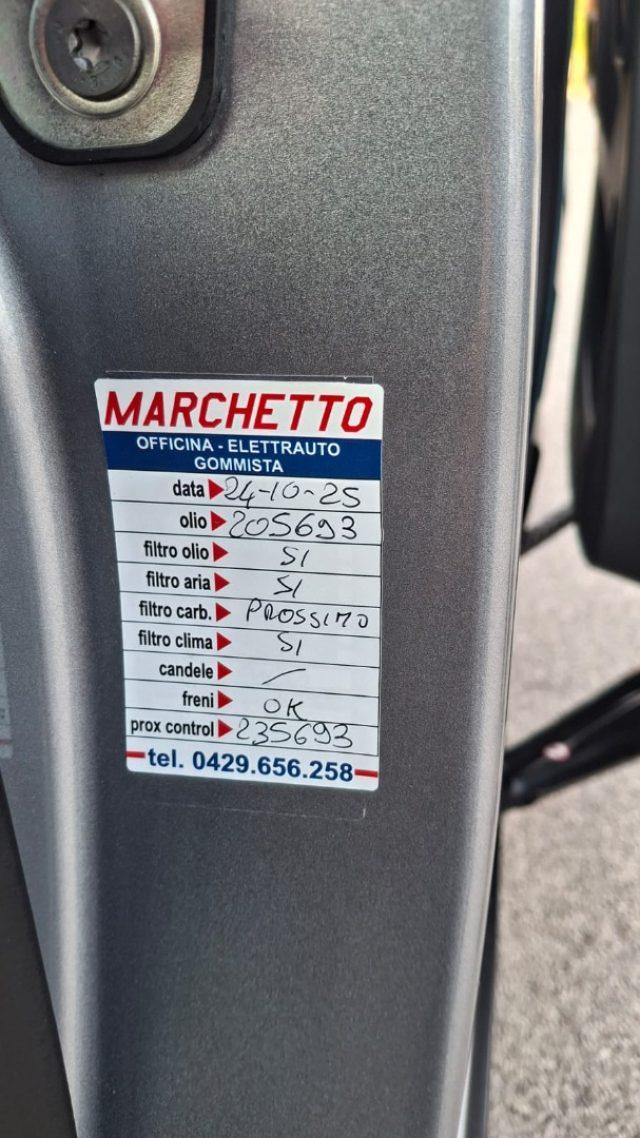 MARCHETTO
OFFICINA - ELETTRAUTO
GOMMISTA
data 24-10-25
olio 205693
filtro olio SI
filtro aria SI
filtro carb. PROSSIMO
filtro clima SI
candele /
freni OK
prox control 235693
tel. 0429.656.258